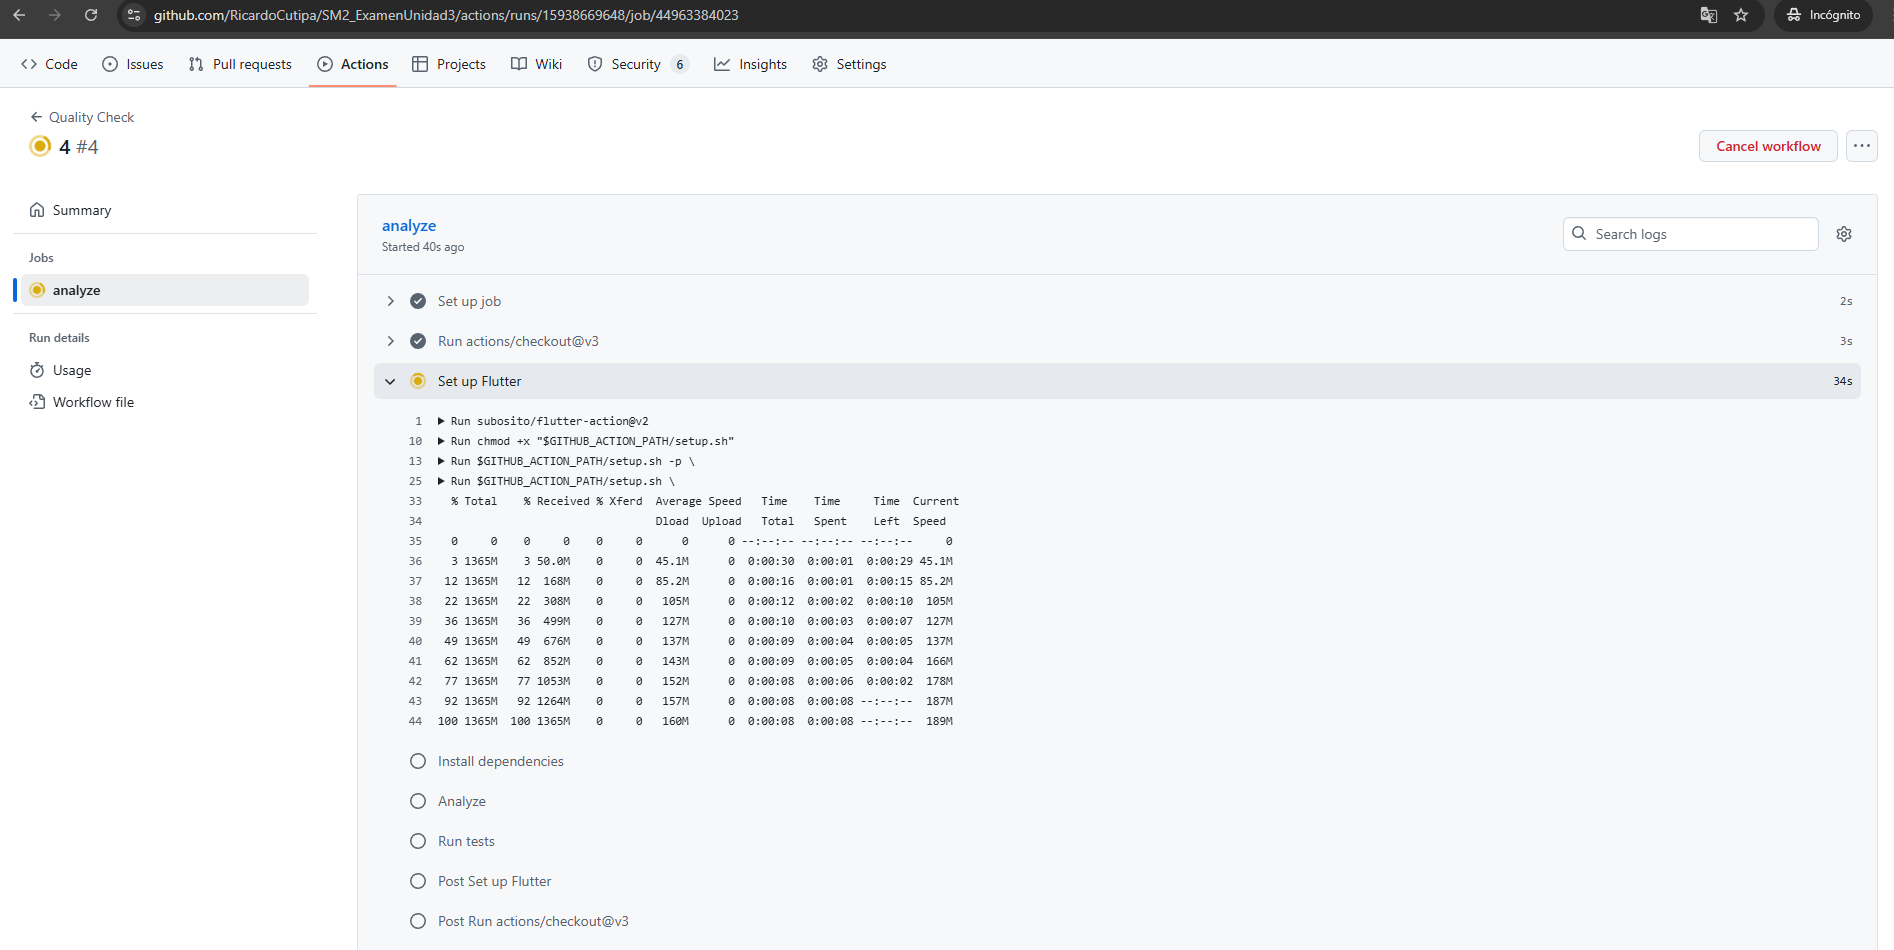 github.com/RicardoCutipa/SM2_ExamenUnidad3/actions/runs/15938669648/job/44963384023
Incógnito
Code Issues Pull requests Actions Projects Wiki Security 6 Insights Settings
Quality Check
4 #4
Cancel workflow
Summary
Jobs
analyze
Run details
Usage
Workflow file
analyze
Started 40s ago
Search logs
Set up job 2s
Run actions/checkout@v3 3s
Set up Flutter 34s
1 Run subosito/flutter-action@v2
10 Run chmod +x "$GITHUB_ACTION_PATH/setup.sh"
13 Run $GITHUB_ACTION_PATH/setup.sh -p \
25 Run $GITHUB_ACTION_PATH/setup.sh \
33 % Total % Received % Xferd Average Speed Time Time Time Current
34 Dload Upload Total Spent Left Speed
35 0 0 0 0 0 0 0 0 --:--:-- --:--:-- --:--:-- 0
36 3 1365M 3 50.0M 0 0 45.1M 0 0:00:30 0:00:01 0:00:29 45.1M
37 12 1365M 12 168M 0 0 85.2M 0 0:00:16 0:00:01 0:00:15 85.2M
38 22 1365M 22 308M 0 0 105M 0 0:00:12 0:00:02 0:00:10 105M
39 36 1365M 36 499M 0 0 127M 0 0:00:10 0:00:03 0:00:07 127M
40 49 1365M 49 676M 0 0 137M 0 0:00:09 0:00:04 0:00:05 137M
41 62 1365M 62 852M 0 0 143M 0 0:00:09 0:00:05 0:00:04 166M
42 77 1365M 77 1053M 0 0 152M 0 0:00:08 0:00:06 0:00:02 178M
43 92 1365M 92 1264M 0 0 157M 0 0:00:08 0:00:08 --:--:-- 187M
44 100 1365M 100 1365M 0 0 160M 0 0:00:08 0:00:08 --:--:-- 189M
Install dependencies
Analyze
Run tests
Post Set up Flutter
Post Run actions/checkout@v3